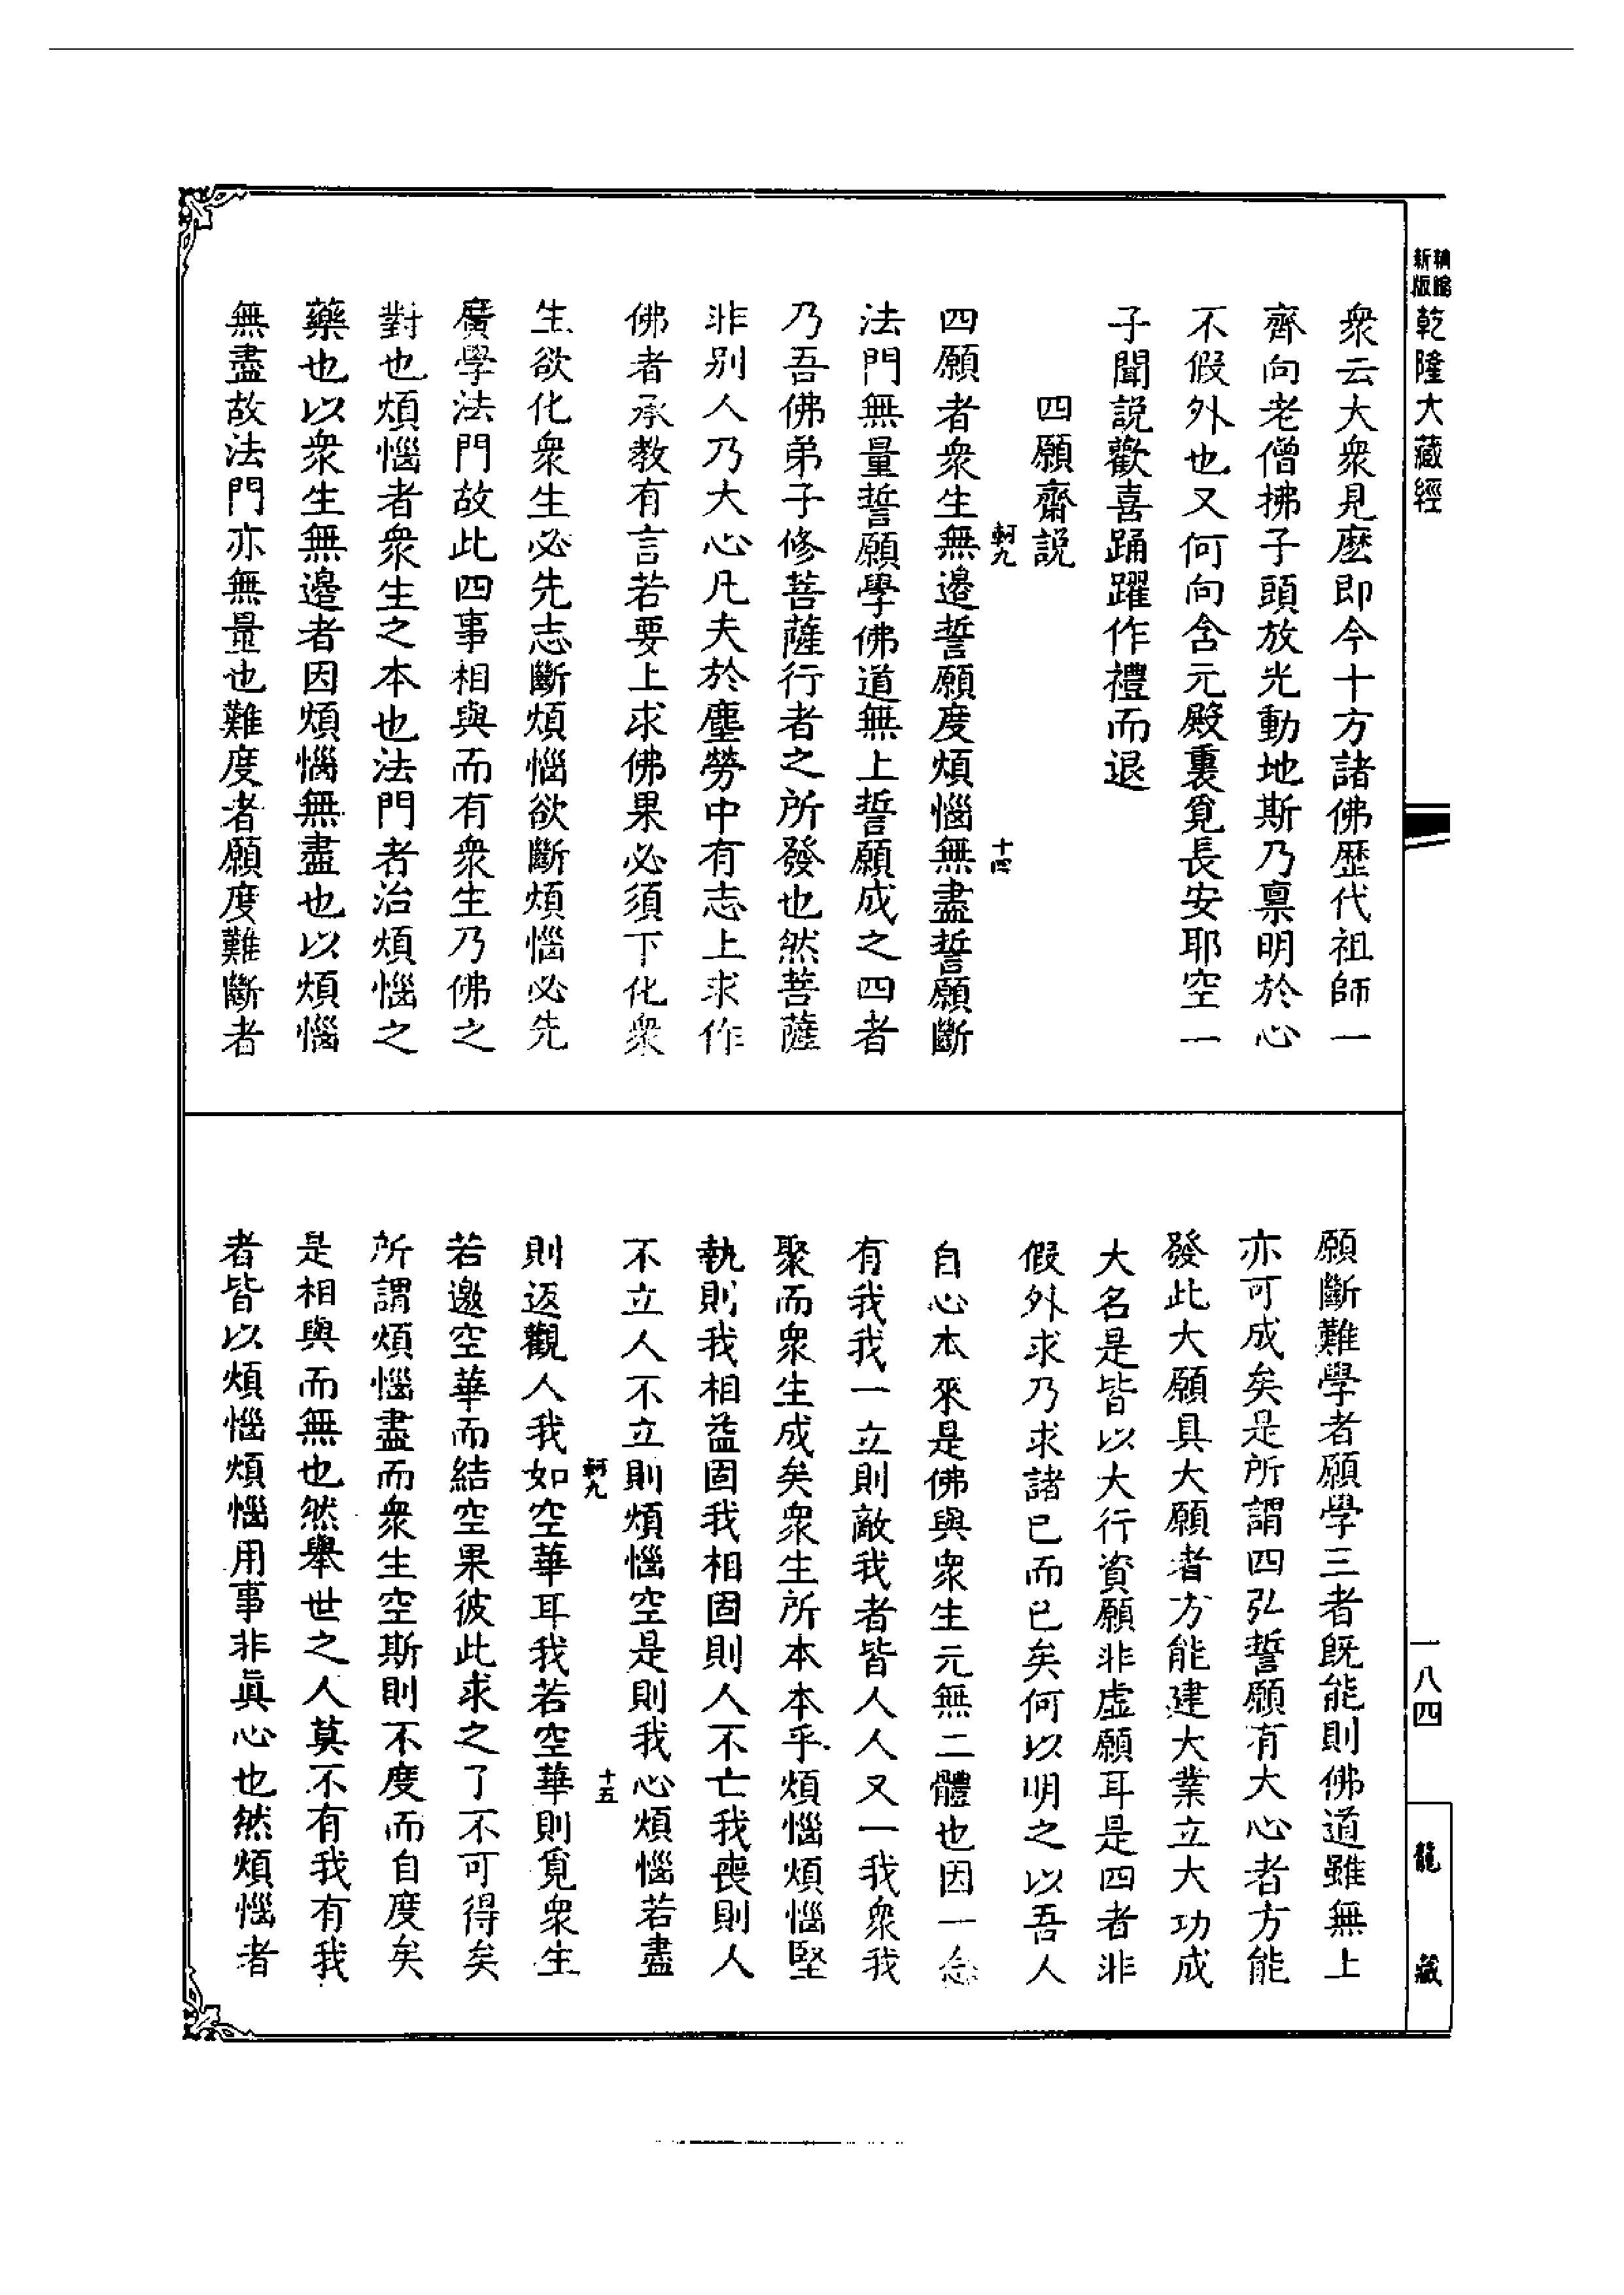 新版
乾隆大藏經
衆云大衆見麽即今十方諸佛歷代祖師一
齊向老僧拂子頭放光動地斯乃稟明於心
不假外也又何向含元殿裏覓長安耶空一
子聞説歡喜踊躍作禮而退
四願齋説
軻九
十四
四願者衆生無邊誓願度煩惱無盡誓願斷
法門無量誓願學佛道無上誓願成之四者
乃吾佛弟子修菩薩行者之所發也然菩薩
非別人乃大心凡夫於塵勞中有志上求作
佛者承教有言若要上求佛果必須下化衆
生欲化衆生必先志斷煩惱欲斷煩惱必先
廣學法門故此四事相與而有衆生乃佛之
對也煩惱者衆生之本也法門者治煩惱之
藥也以衆生無邊者因煩惱無盡也以煩惱
無盡故法門亦無量也難度者願度難斷者
願斷難學者願學三者既能則佛道雖無上
亦可成矣是所謂四弘誓願有大心者方能
發此大願具大願者方能建大業立大功成
大名是皆以大行資願非虛願耳是四者非
假外求乃求諸已而已矣何以明之以吾人
自心本來是佛與衆生元無二體也因一念
有我我一立則敵我者皆人人又一我衆我
聚而衆生成矣衆生所本本乎煩惱煩惱堅
執則我相益固我相固則人不亡我喪則人
不立人不立則煩惱空是則我心煩惱若盡
軻九
十五
則返觀人我如空華耳我若空華則覓衆生
若邀空華而結空果彼此求之了不可得矣
所謂煩惱盡而衆生空斯則不度而自度矣
是相與而無也然舉世之人莫不有我有我
者皆以煩惱煩惱用事非眞心也然煩惱者
一八四
龍藏